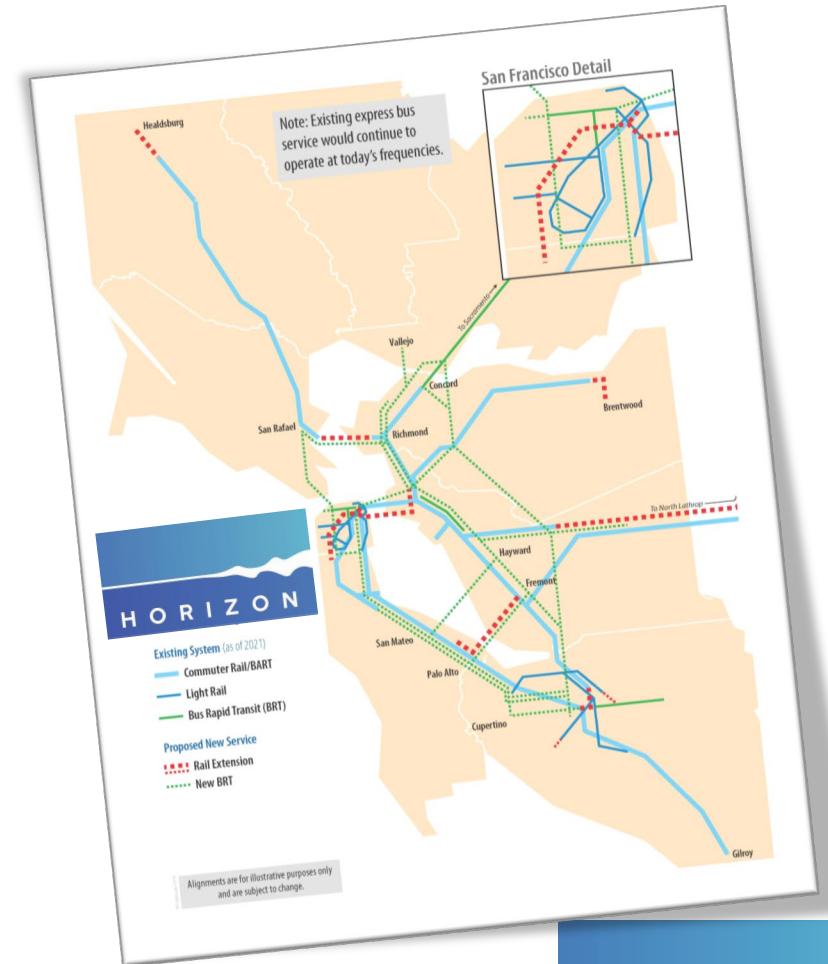 San Francisco Detail
Healdsburg
Note: Existing express bus
service would continue to
operate at today's frequencies.
To Sacramento
Vallejo
Concord
Brentwood
San Rafael
Richmond
To North Lathrop
Hayward
Fremont
HORIZON
San Mateo
Palo Alto
Cupertino
Existing System (as of 2021)
Commuter Rail/BART
Light Rail
Bus Rapid Transit (BRT)
Proposed New Service
Rail Extension
New BRT
Gilroy
Alignments are for illustrative purposes only
and are subject to change.